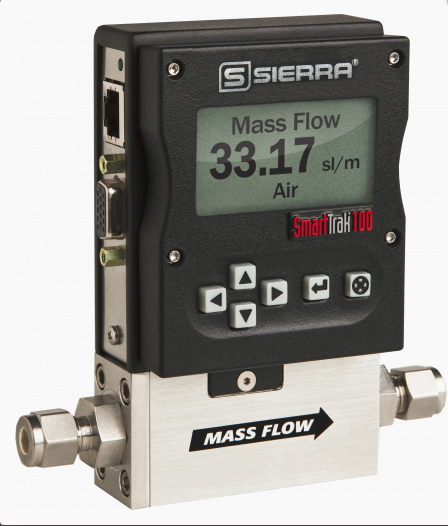 SIERRA®
Mass Flow
33.17 sl/m
Air
SmartTrak 100
MASS FLOW